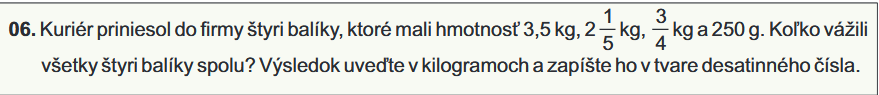 06. Kuriér priniesol do firmy štyri balíky, ktoré mali hmotnosť 3,5 kg, 2 1/5 kg, 3/4 kg a 250 g. Koľko vážili
všetky štyri balíky spolu? Výsledok uveďte v kilogramoch a zapíšte ho v tvare desatinného čísla.